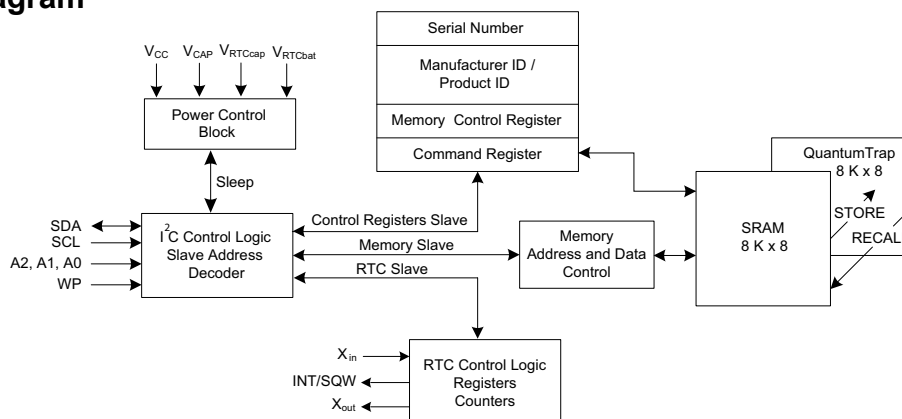 Serial Number
Manufacturer ID /
Product ID
Memory Control Register
Command Register
VCC VCAP VRTCcap VRTCbat
Power Control
Block
Sleep
SDA
SCL
A2, A1, A0
WP
I2C Control Logic
Slave Address
Decoder
Control Registers Slave
Memory Slave
RTC Slave
Memory
Address and Data
Control
QuantumTrap
8 K x 8
SRAM
8 K x 8
STORE
RECALL
Xin
INT/SQW
Xout
RTC Control Logic
Registers
Counters